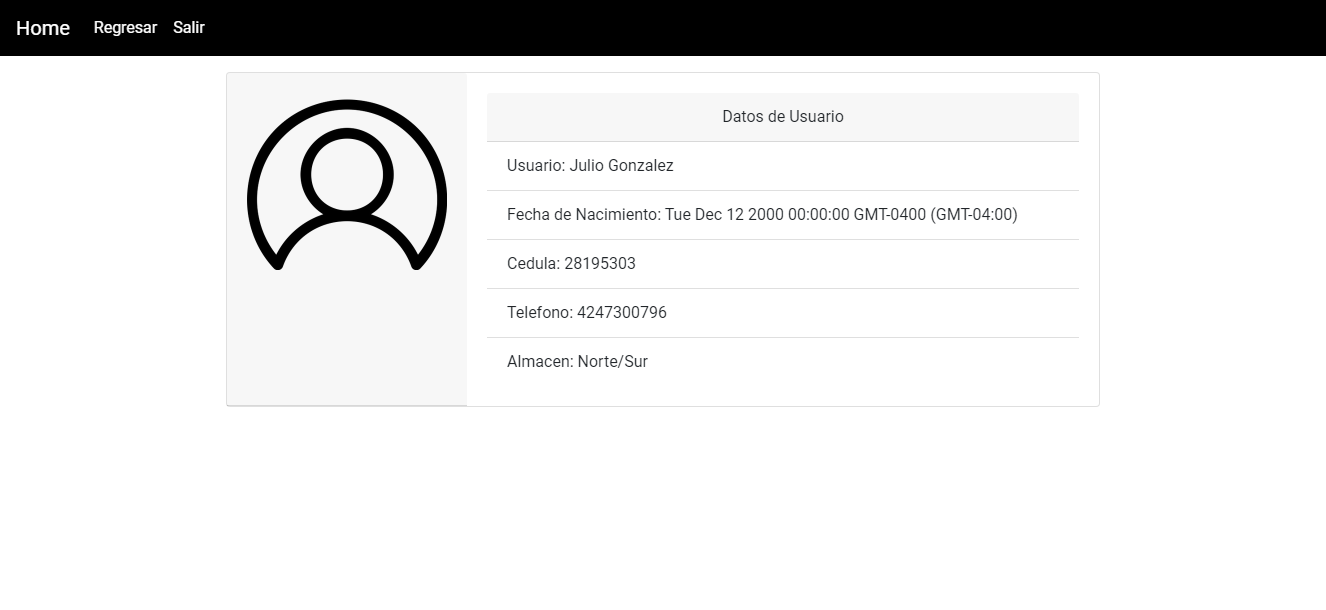 Home Regresar Salir
Datos de Usuario
Usuario: Julio Gonzalez
Fecha de Nacimiento: Tue Dec 12 2000 00:00:00 GMT-0400 (GMT-04:00)
Cedula: 28195303
Telefono: 4247300796
Almacen: Norte/Sur